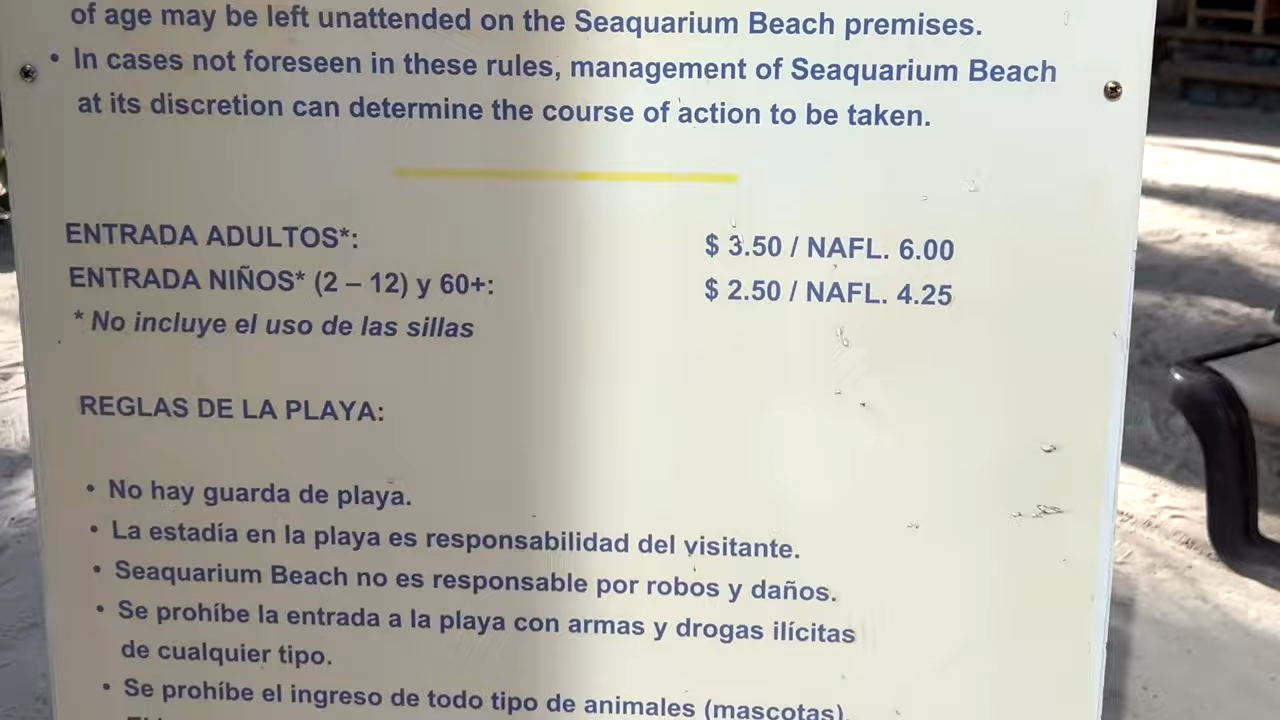 of age may be left unattended on the Seaquarium Beach premises.
• In cases not foreseen in these rules, management of Seaquarium Beach
at its discretion can determine the course of action to be taken.
ENTRADA ADULTOS*: $ 3.50 / NAFL. 6.00
ENTRADA NIÑOS* (2 – 12) y 60+: $ 2.50 / NAFL. 4.25
* No incluye el uso de las sillas
REGLAS DE LA PLAYA:
• No hay guarda de playa.
• La estadía en la playa es responsabilidad del visitante.
• Seaquarium Beach no es responsable por robos y daños.
• Se prohíbe la entrada a la playa con armas y drogas ilícitas
de cualquier tipo.
• Se prohíbe el ingreso de todo tipo de animales (mascotas).